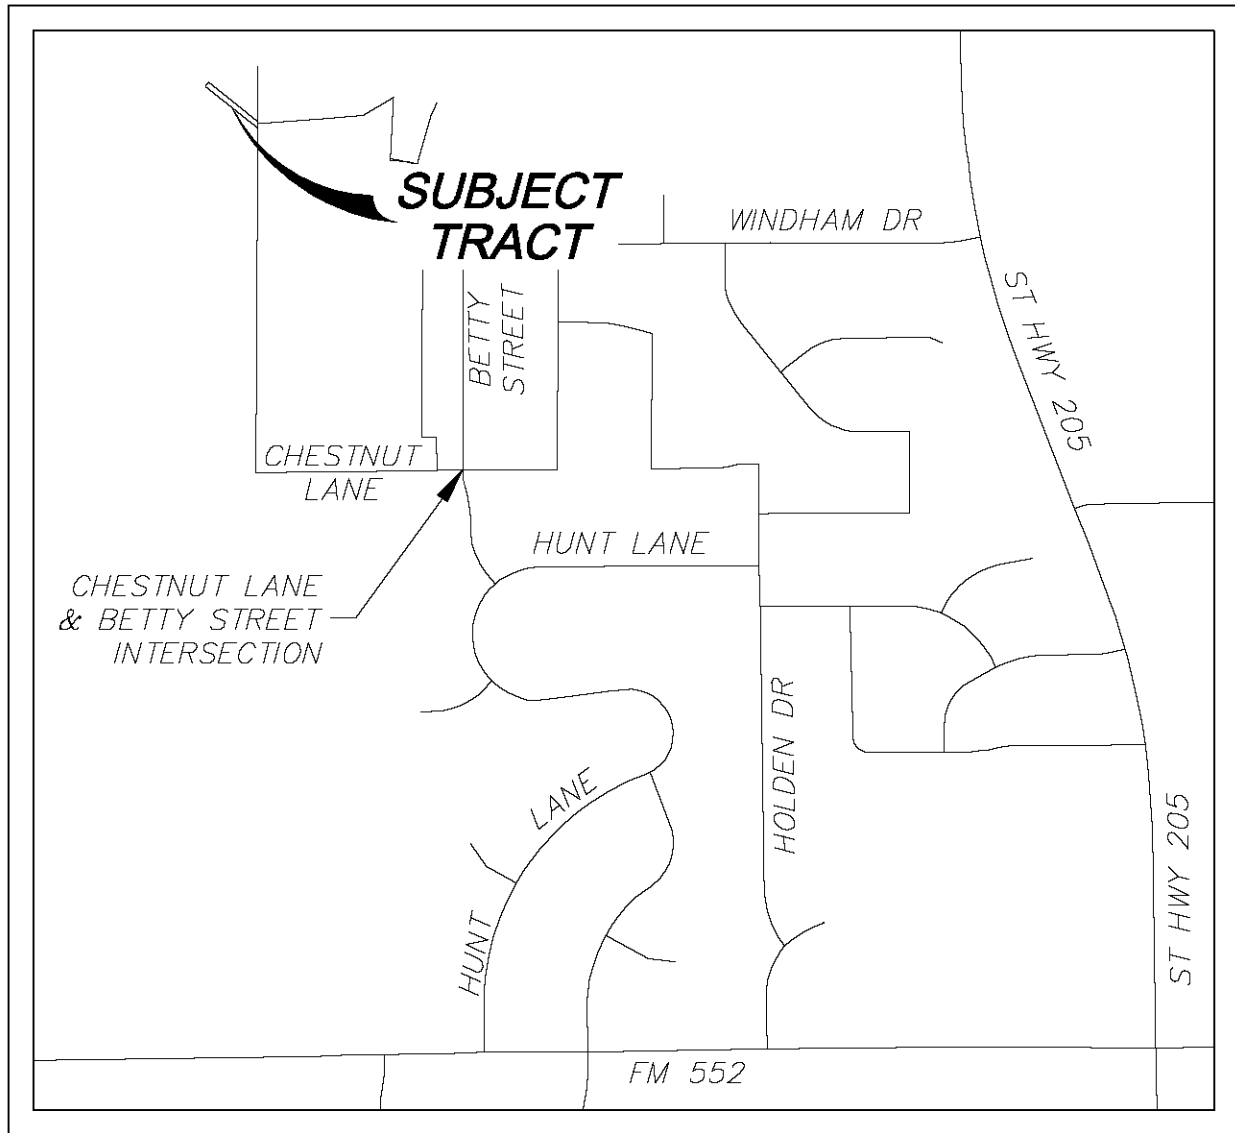 SUBJECT
TRACT
WINDHAM DR
BETTY
STREET
ST HWY 205
CHESTNUT
LANE
HUNT LANE
CHESTNUT LANE
& BETTY STREET
INTERSECTION
HOLDEN DR
LANE
HUNT
ST HWY 205
FM 552